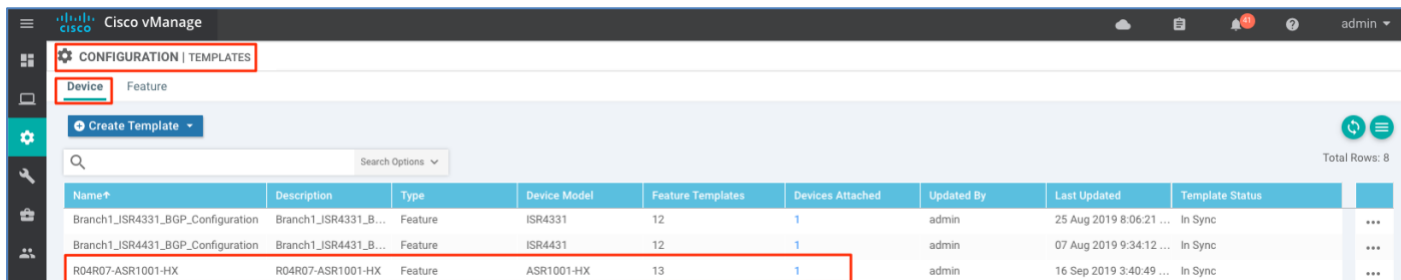 cisco Cisco vManage 41 admin
CONFIGURATION | TEMPLATES
Device Feature
Create Template
Search Options Total Rows: 8
Name Description Type Device Model Feature Templates Devices Attached Updated By Last Updated Template Status
Branch1_ISR4331_BGP_Configuration Branch1_ISR4331_B... Feature ISR4331 12 1 admin 25 Aug 2019 8:06:21 ... In Sync ...
Branch1_ISR4431_BGP_Configuration Branch1_ISR4431_B... Feature ISR4431 12 1 admin 07 Aug 2019 9:34:12 ... In Sync ...
R04R07-ASR1001-HX R04R07-ASR1001-HX Feature ASR1001-HX 13 1 admin 16 Sep 2019 3:40:49 ... In Sync ...